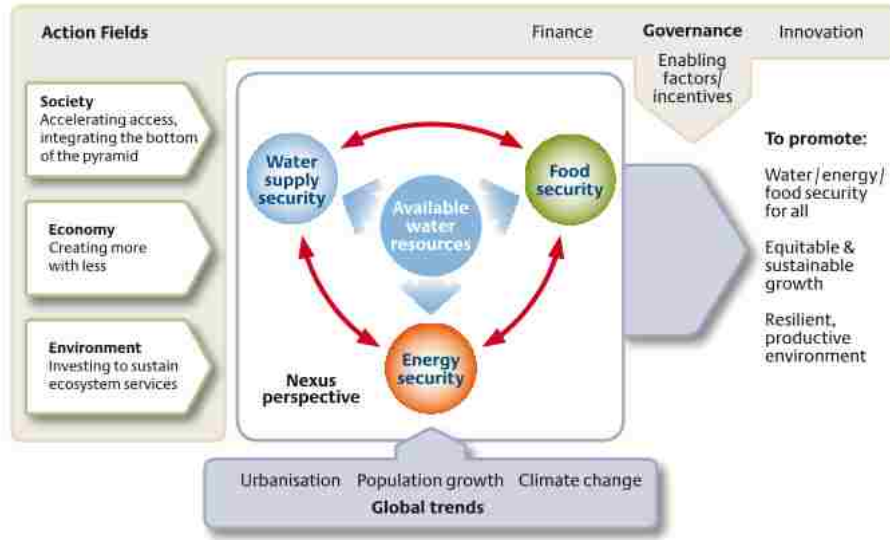 Action Fields
Finance
Governance
Innovation
Enabling
factors/
incentives
Society
Accelerating access,
integrating the bottom
of the pyramid
Economy
Creating more
with less
Environment
Investing to sustain
ecosystem services
Water
supply
security
Food
security
Available
water
resources
Energy
security
Nexus
perspective
To promote:
Water/energy/
food security
for all
Equitable &
sustainable
growth
Resilient,
productive
environment
Urbanisation
Population growth
Climate change
Global trends